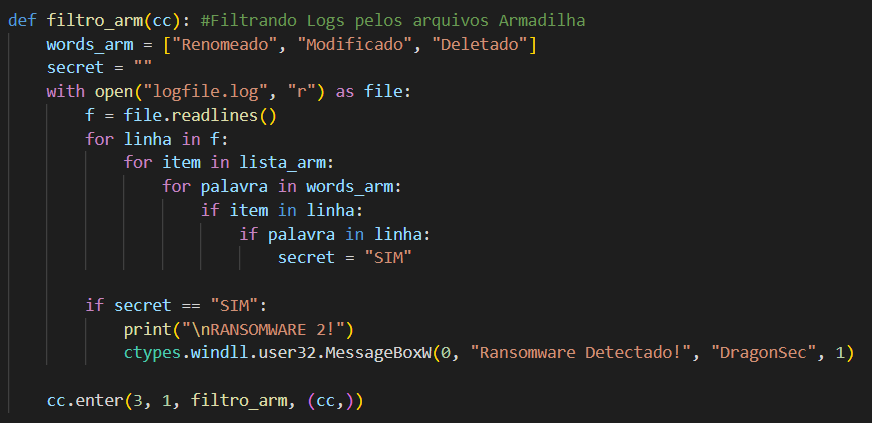 def filtro_arm(cc): #Filtrando Logs pelos arquivos Armadilha
    words_arm = ["Renomeado", "Modificado", "Deletado"]
    secret = ""
    with open("logfile.log", "r") as file:
        f = file.readlines()
        for linha in f:
            for item in lista_arm:
                for palavra in words_arm:
                    if item in linha:
                        if palavra in linha:
                            secret = "SIM"

        if secret == "SIM":
            print("\nRANSOMWARE 2!")
            ctypes.windll.user32.MessageBoxW(0, "Ransomware Detectado!", "DragonSec", 1)

    cc.enter(3, 1, filtro_arm, (cc,))